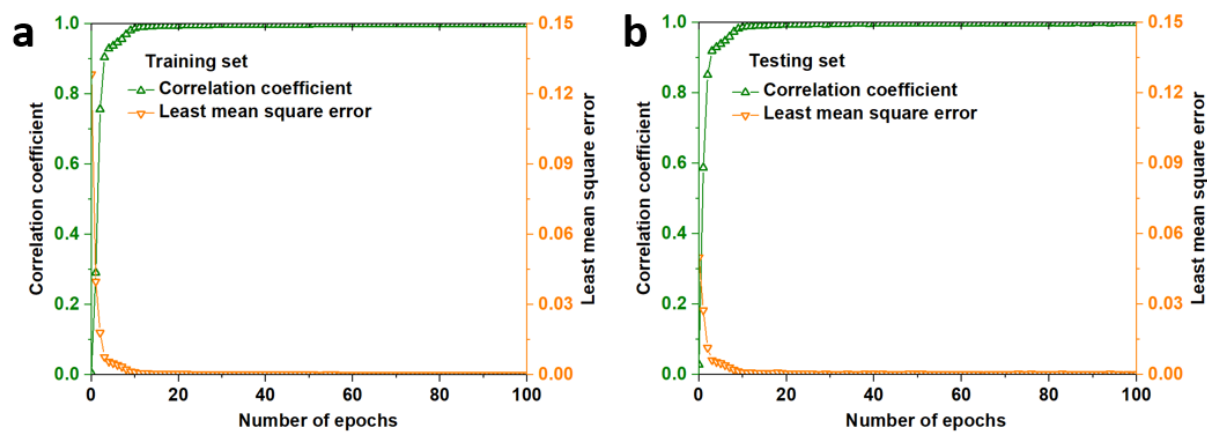 a
Training set
Correlation coefficient
Least mean square error
Correlation coefficient
1.0
0.8
0.6
0.4
0.2
0.0
0.15
0.12
0.09
0.06
0.03
0.00
Least mean square error
0 20 40 60 80 100
Number of epochs
b
Testing set
Correlation coefficient
Least mean square error
Correlation coefficient
1.0
0.8
0.6
0.4
0.2
0.0
0.15
0.12
0.09
0.06
0.03
0.00
Least mean square error
0 20 40 60 80 100
Number of epochs